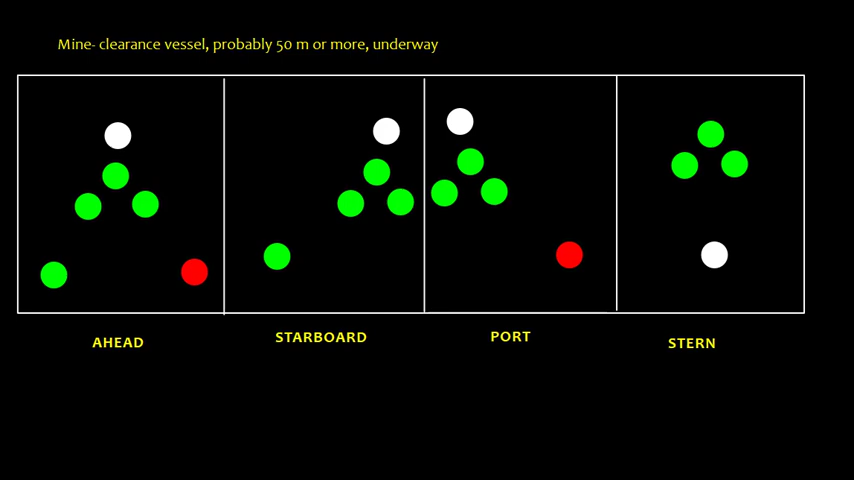 Mine- clearance vessel, probably 50 m or more, underway
AHEAD
STARBOARD
PORT
STERN